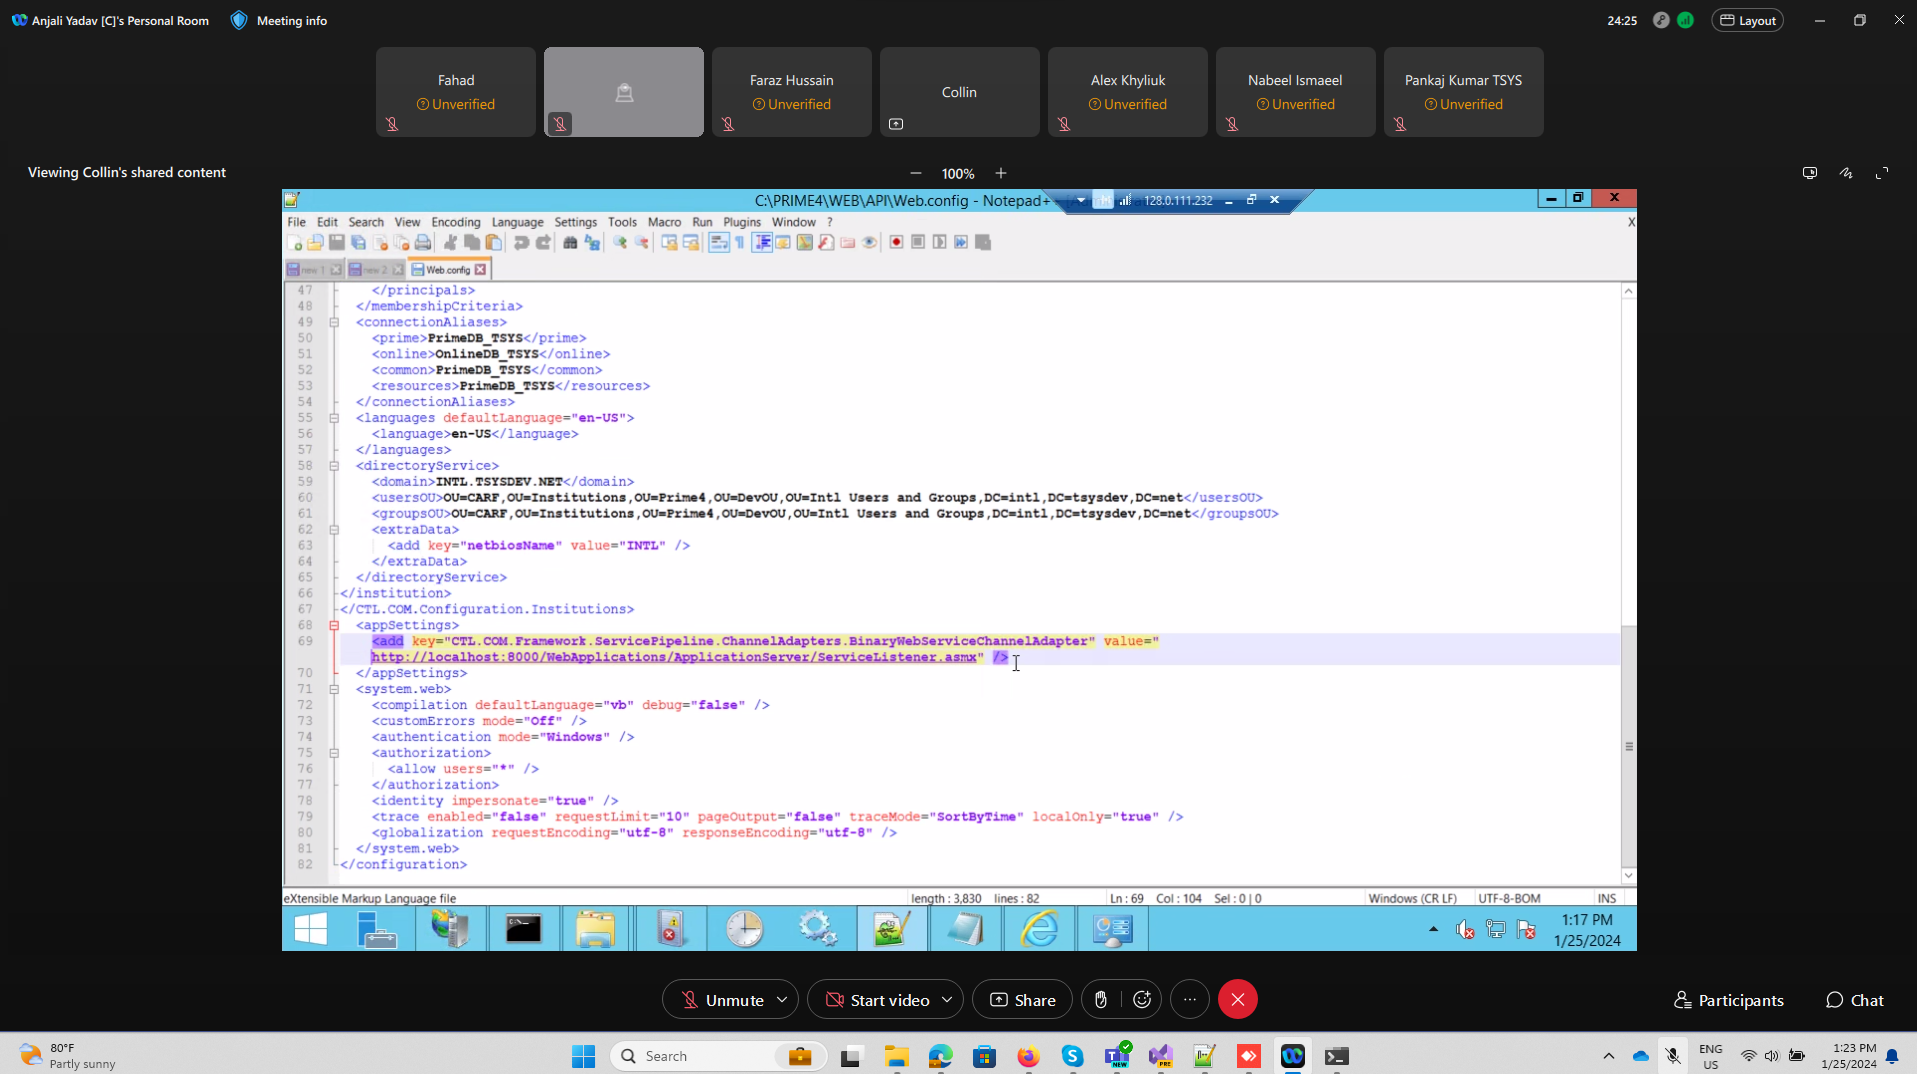 Anjali Yadav [C]'s Personal Room
Meeting info
24:25
Layout
Fahad
Unverified
Faraz Hussain
Unverified
Collin
Alex Khyliuk
Unverified
Nabeel Ismaeel
Unverified
Pankaj Kumar TSYS
Unverified
Viewing Collin's shared content
100%
C:\PRIME4\WEB\API\Web.config - Notepad+
128.0.111.232
File Edit Search View Encoding Language Settings Tools Macro Run Plugins Window ? X
new 1
new 2
Web.config
47 </principals>
48 </membershipCriteria>
49 <connectionAliases>
50 <prime>PrimeDB_TSYS</prime>
51 <online>OnlineDB_TSYS</online>
52 <common>PrimeDB_TSYS</common>
53 <resources>PrimeDB_TSYS</resources>
54 </connectionAliases>
55 <languages defaultLanguage="en-US">
56 <language>en-US</language>
57 </languages>
58 <directoryService>
59 <domain>INTL.TSYSDEV.NET</domain>
60 <usersOU>OU=CARF,OU=Institutions,OU=Prime4,OU=DevOU,OU=Intl Users and Groups,DC=intl,DC=tsysdev,DC=net</usersOU>
61 <groupsOU>OU=CARF,OU=Institutions,OU=Prime4,OU=DevOU,OU=Intl Users and Groups,DC=intl,DC=tsysdev,DC=net</groupsOU>
62 <extraData>
63 <add key="netbiosName" value="INTL" />
64 </extraData>
65 </directoryService>
66 </institution>
67 </CTL.COM.Configuration.Institutions>
68 <appSettings>
69 <add key="CTL.COM.Framework.ServicePipeline.ChannelAdapters.BinaryWebServiceChannelAdapter" value="
http://localhost:8000/WebApplications/ApplicationServer/ServiceListener.asmx" />
70 </appSettings>
71 <system.web>
72 <compilation defaultLanguage="vb" debug="false" />
73 <customErrors mode="Off" />
74 <authentication mode="Windows" />
75 <authorization>
76 <allow users="*" />
77 </authorization>
78 <identity impersonate="true" />
79 <trace enabled="false" requestLimit="10" pageOutput="false" traceMode="SortByTime" localOnly="true" />
80 <globalization requestEncoding="utf-8" responseEncoding="utf-8" />
81 </system.web>
82 </configuration>
eXtensible Markup Language file
length : 3,830 lines : 82
Ln : 69 Col : 104 Sel : 0 | 0
Windows (CR LF)
UTF-8-BOM
INS
1:17 PM
1/25/2024
Unmute
Start video
Share
Participants
Chat
80°F
Partly sunny
Search
NEW
PRE
ENG
US
1:23 PM
1/25/2024